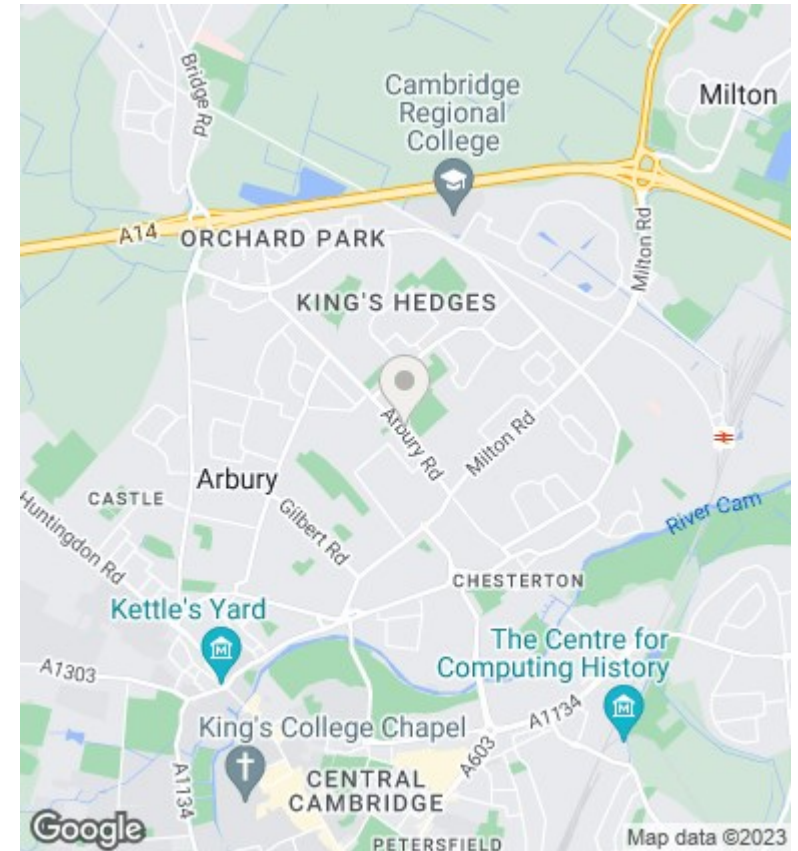 Bridge Rd
Milton
Cambridge
Regional
College
A14
ORCHARD PARK
Milton Rd
KING'S HEDGES
Arbury Rd
Milton Rd
Arbury
CASTLE
Gilbert Rd
Huntingdon Rd
River Cam
CHESTERTON
Kettle's Yard
The Centre for
Computing History
A1303
King's College Chapel
A1134
A603
A1134
CENTRAL
CAMBRIDGE
PETERSFIELD
Google
Map data ©2023